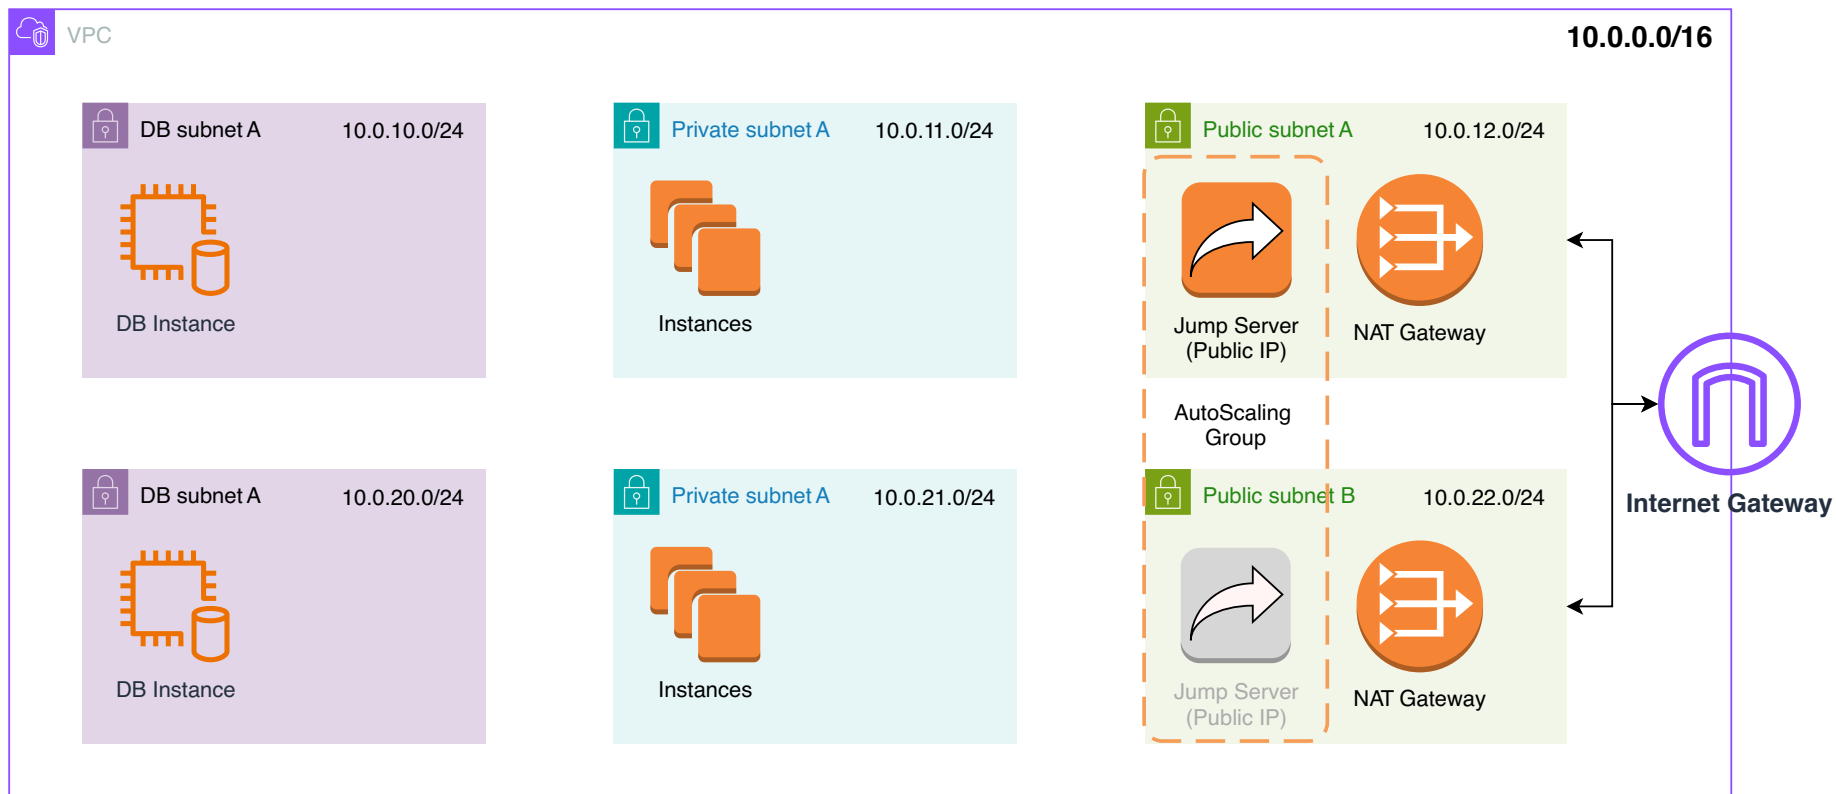 VPC
10.0.0.0/16
DB subnet A
10.0.10.0/24
Private subnet A
10.0.11.0/24
Public subnet A
10.0.12.0/24
DB Instance
Instances
Jump Server
(Public IP)
NAT Gateway
AutoScaling
Group
Internet Gateway
DB subnet A
10.0.20.0/24
Private subnet A
10.0.21.0/24
Public subnet B
10.0.22.0/24
DB Instance
Instances
Jump Server
(Public IP)
NAT Gateway